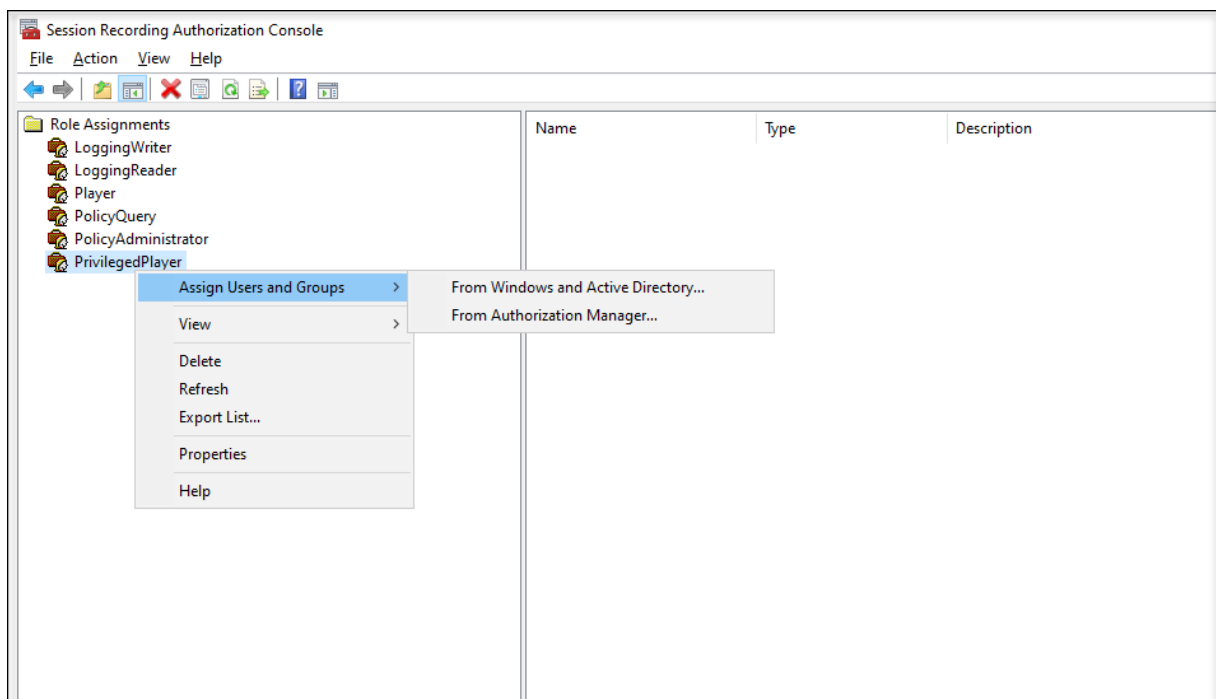 Session Recording Authorization Console
File Action View Help
Role Assignments
LoggingWriter
LoggingReader
Player
PolicyQuery
PolicyAdministrator
PrivilegedPlayer
Name Type Description
Assign Users and Groups
View
Delete
Refresh
Export List...
Properties
Help
From Windows and Active Directory...
From Authorization Manager...